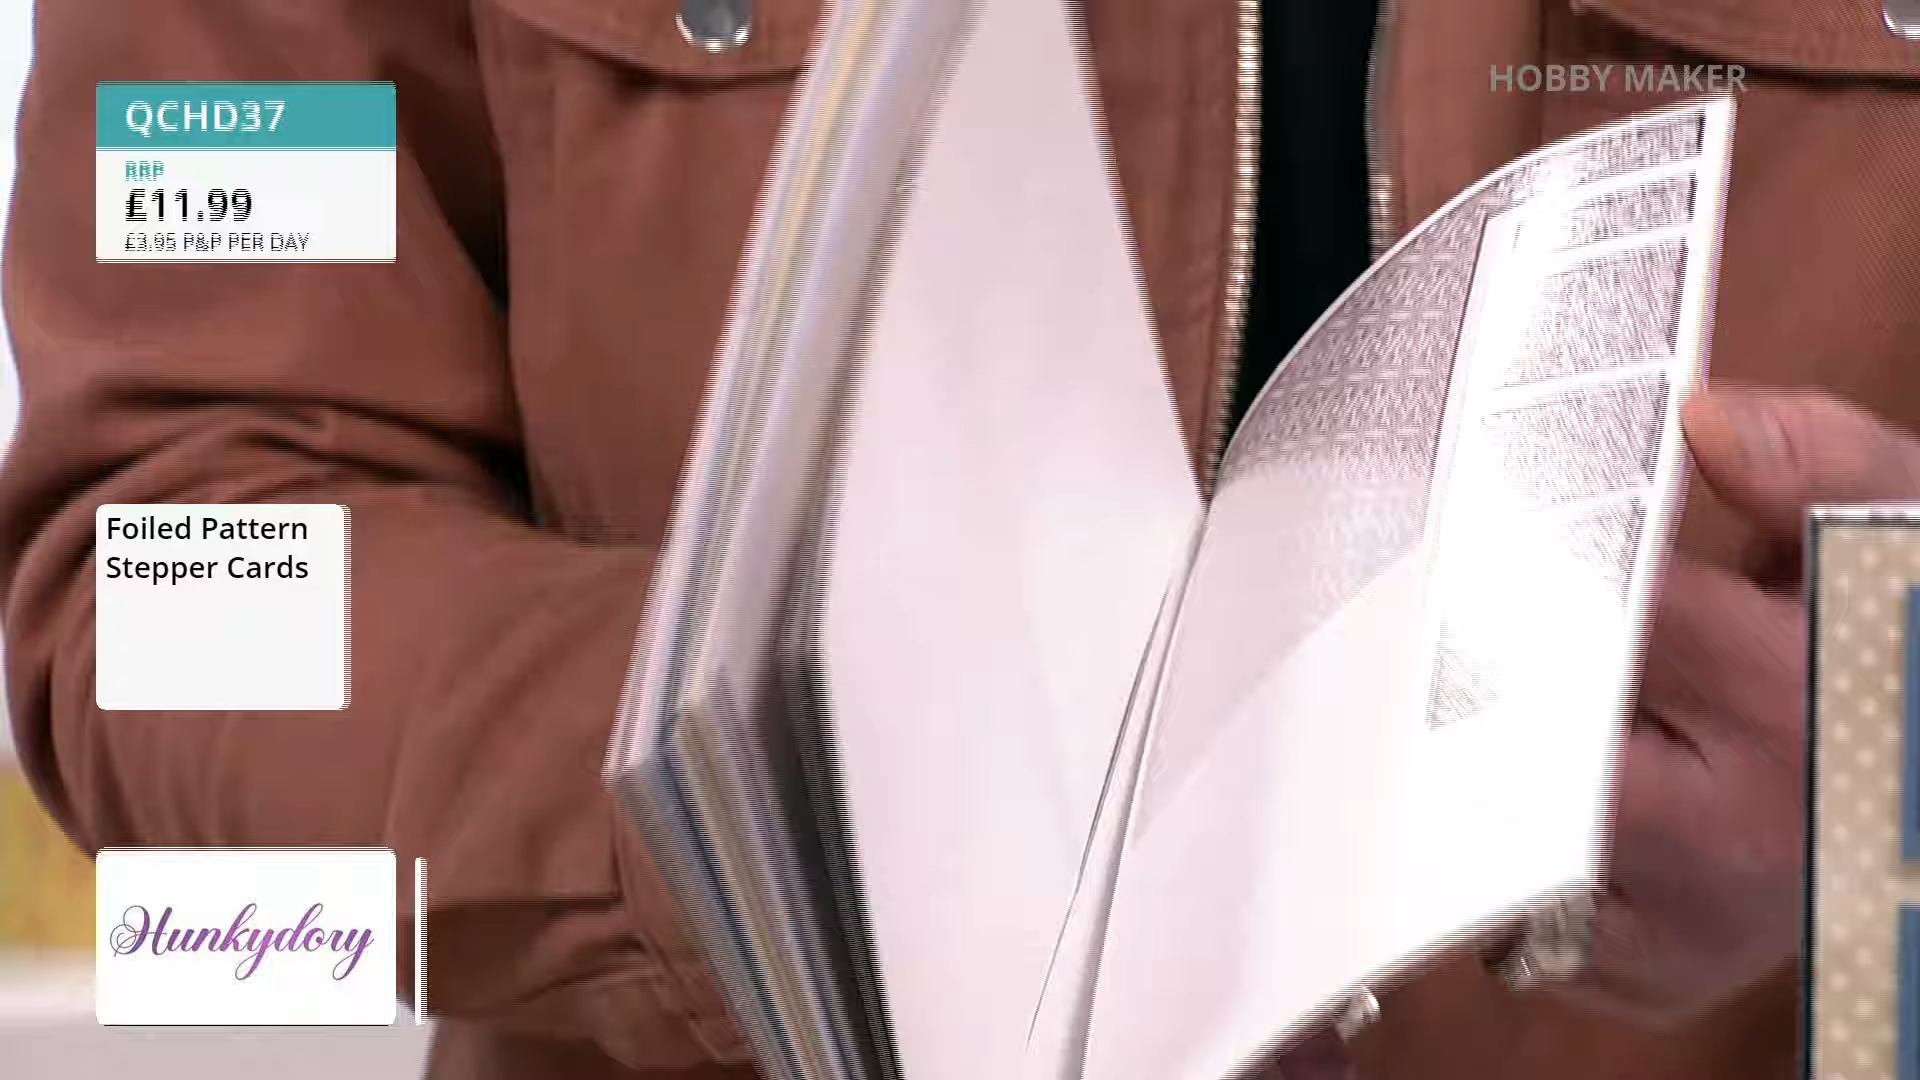 HOBBY MAKER
QCHD37
RRP
£11.99
£3.95 P&P PER DAY
Foiled Pattern
Stepper Cards
Hunkydory